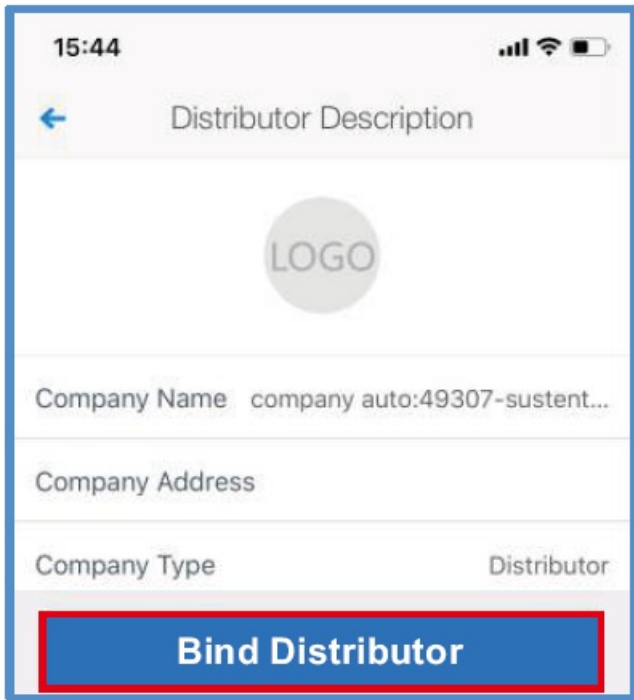 15:44
Distributor Description
LOGO
Company Name company auto:49307-sustent...
Company Address
Company Type Distributor
Bind Distributor